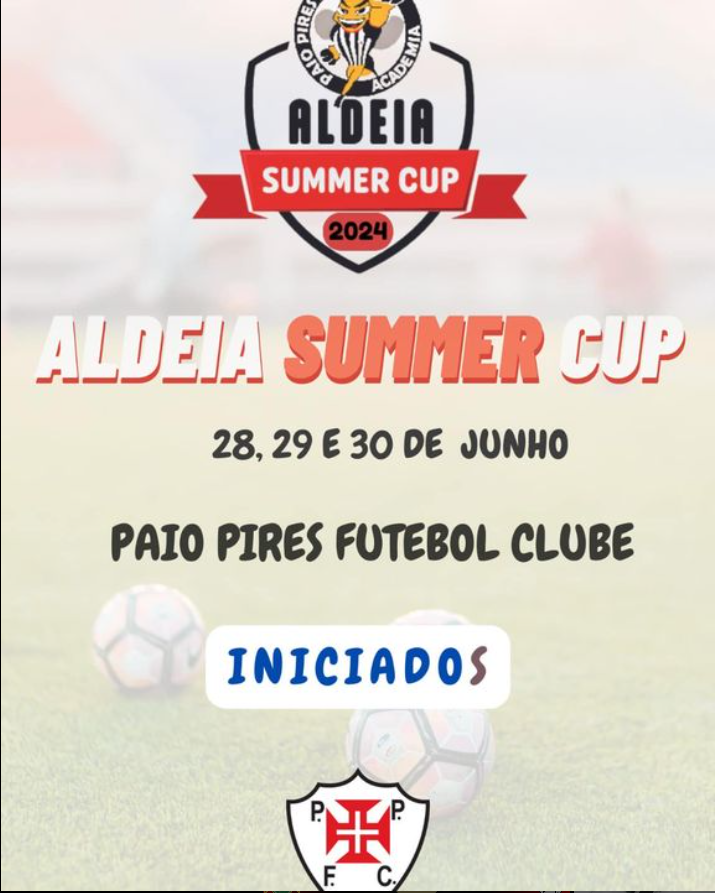 PAIO PIRES
ACADEMIA
ALDEIA
SUMMER CUP
2024
ALDEIA SUMMER CUP
28, 29 E 30 DE JUNHO
PAIO PIRES FUTEBOL CLUBE
INICIADOS
P. P.
F. C.